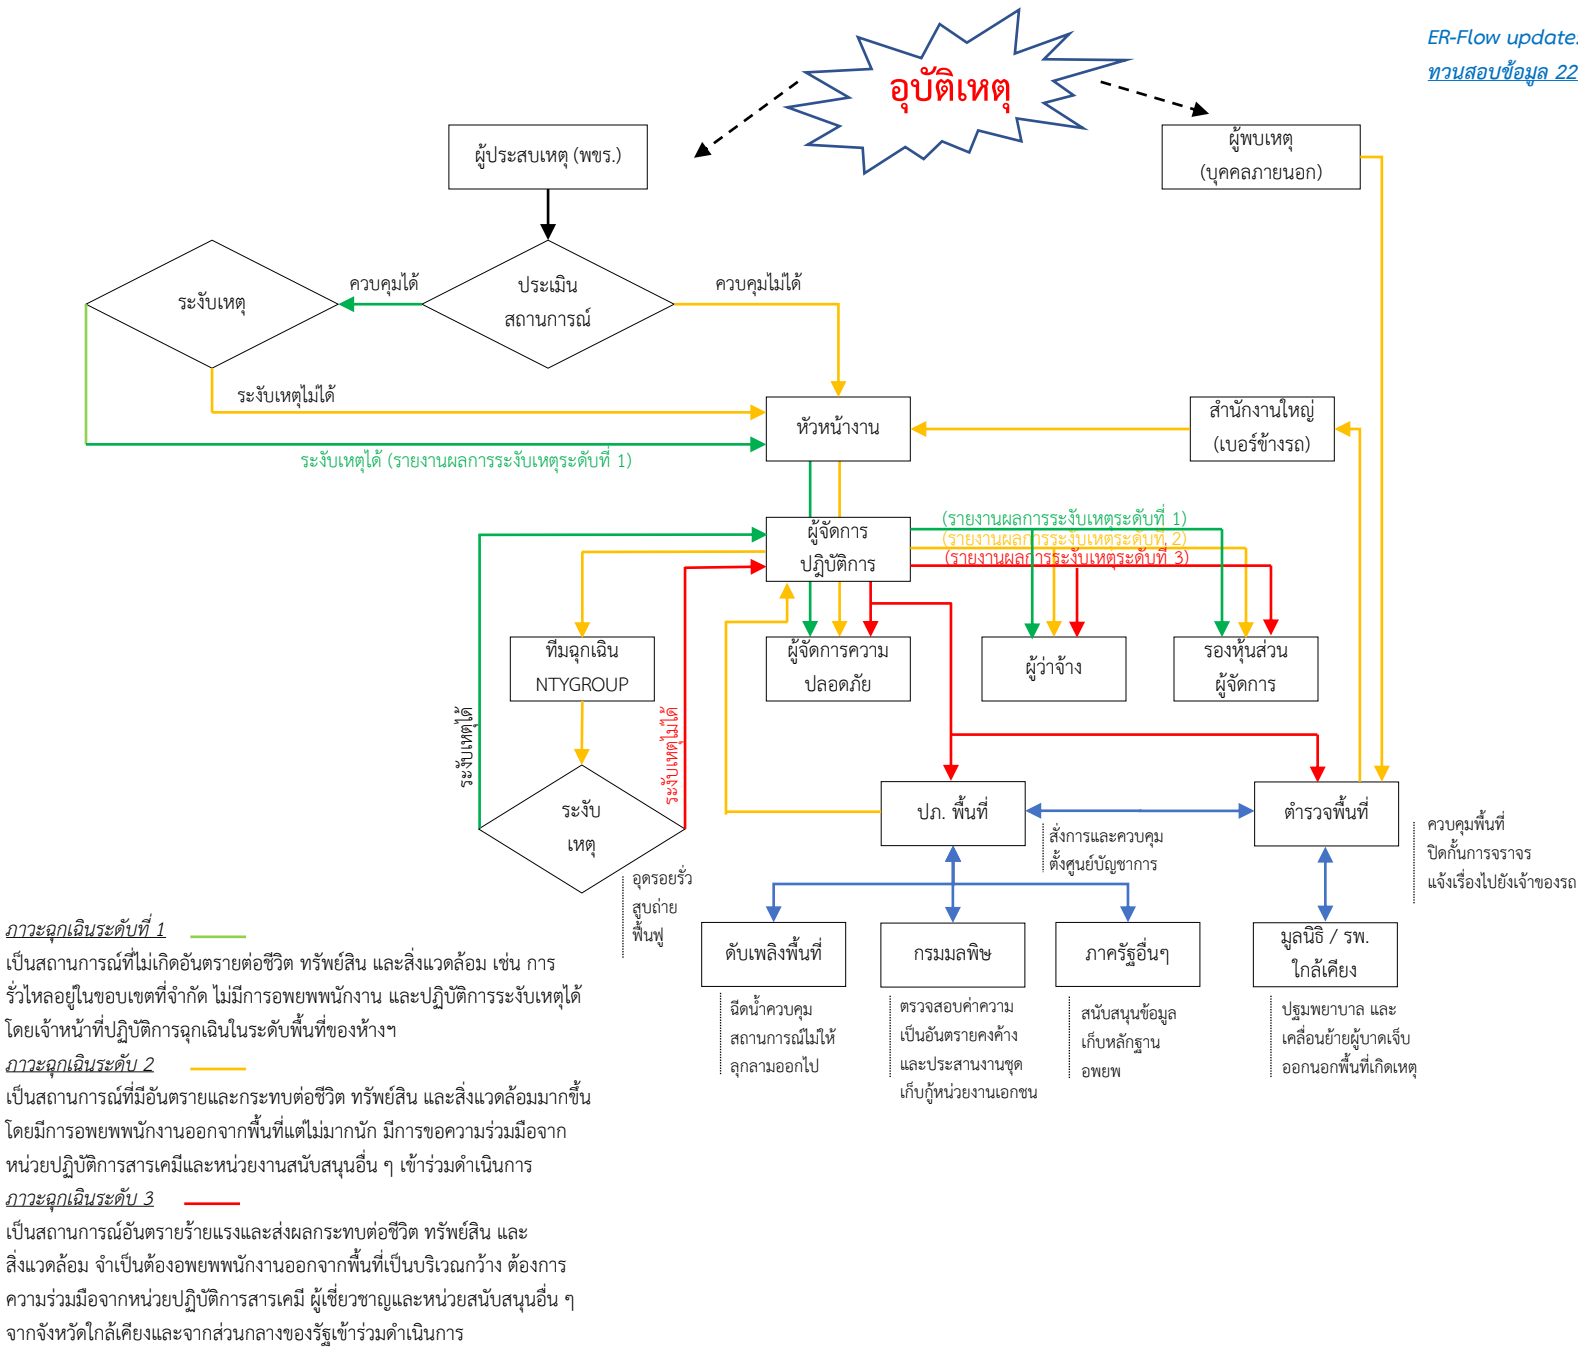 ER-Flow update.
ทวนสอบข้อมูล 22
อุบัติเหตุ
ผู้ประสบเหตุ (พขร.)
ผู้พบเหตุ
(บุคคลภายนอก)
ระงับเหตุ
ควบคุมได้
ประเมิน
สถานการณ์
ควบคุมไม่ได้
ระงับเหตุไม่ได้
หัวหน้างาน
สำนักงานใหญ่
(เบอร์ข้างรถ)
ระงับเหตุได้ (รายงานผลการระงับเหตุระดับที่ 1)
ผู้จัดการ
ปฎิบัติการ
(รายงานผลการระงับเหตุระดับที่ 1)
(รายงานผลการระงับเหตุระดับที่ 2)
(รายงานผลการระงับเหตุระดับที่ 3)
ทีมฉุกเฉิน
NTYGROUP
ผู้จัดการความ
ปลอดภัย
ผู้ว่าจ้าง
รองหุ้นส่วน
ผู้จัดการ
ระงับเหตุได้
ระงับเหตุไม่ได้
ระงับ
เหตุ
ปภ. พื้นที่
ตำรวจพื้นที่
สั่งการและควบคุม
ตั้งศูนย์บัญชาการ
ควบคุมพื้นที่
ปิดกั้นการจราจร
แจ้งเรื่องไปยังเจ้าของรถ
อุดรอยรั่ว
สูบถ่าย
ฟื้นฟู
ดับเพลิงพื้นที่
กรมมลพิษ
ภาครัฐอื่นๆ
มูลนิธิ / รพ.
ใกล้เคียง
ฉีดน้ำควบคุม
สถานการณ์ไม่ให้
ลุกลามออกไป
ตรวจสอบค่าความ
เป็นอันตรายคงค้าง
และประสานงานชุด
เก็บกู้หน่วยงานเอกชน
สนับสนุนข้อมูล
เก็บหลักฐาน
อพยพ
ปฐมพยาบาล และ
เคลื่อนย้ายผู้บาดเจ็บ
ออกนอกพื้นที่เกิดเหตุ
ภาวะฉุกเฉินระดับที่ 1
เป็นสถานการณ์ที่ไม่เกิดอันตรายต่อชีวิต ทรัพย์สิน และสิ่งแวดล้อม เช่น การ
รั่วไหลอยู่ในขอบเขตที่จำกัด ไม่มีการอพยพพนักงาน และปฏิบัติการระงับเหตุได้
โดยเจ้าหน้าที่ปฏิบัติการฉุกเฉินในระดับพื้นที่ของห้างฯ
ภาวะฉุกเฉินระดับ 2
เป็นสถานการณ์ที่มีอันตรายและกระทบต่อชีวิต ทรัพย์สิน และสิ่งแวดล้อมมากขึ้น
โดยมีการอพยพพนักงานออกจากพื้นที่แต่ไม่มากนัก มีการขอความร่วมมือจาก
หน่วยปฏิบัติการสารเคมีและหน่วยงานสนับสนุนอื่น ๆ เข้าร่วมดำเนินการ
ภาวะฉุกเฉินระดับ 3
เป็นสถานการณ์อันตรายร้ายแรงและส่งผลกระทบต่อชีวิต ทรัพย์สิน และ
สิ่งแวดล้อม จำเป็นต้องอพยพพนักงานออกจากพื้นที่เป็นบริเวณกว้าง ต้องการ
ความร่วมมือจากหน่วยปฏิบัติการสารเคมี ผู้เชี่ยวชาญและหน่วยสนับสนุนอื่น ๆ
จากจังหวัดใกล้เคียงและจากส่วนกลางของรัฐเข้าร่วมดำเนินการ